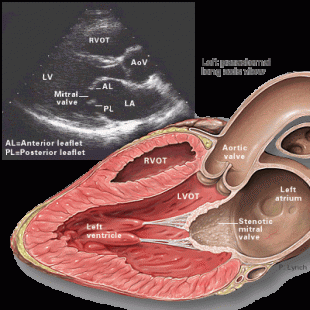 RVOT
AoV
LV
AL
Mitral
valve
PL
LA
AL=Anterior leaflet
PL=Posterior leaflet
Left parasternal
long axis view
Aortic
valve
RVOT
LVOT
Left
atrium
Left
ventricle
Stenotic
mitral
valve
P. Lynch